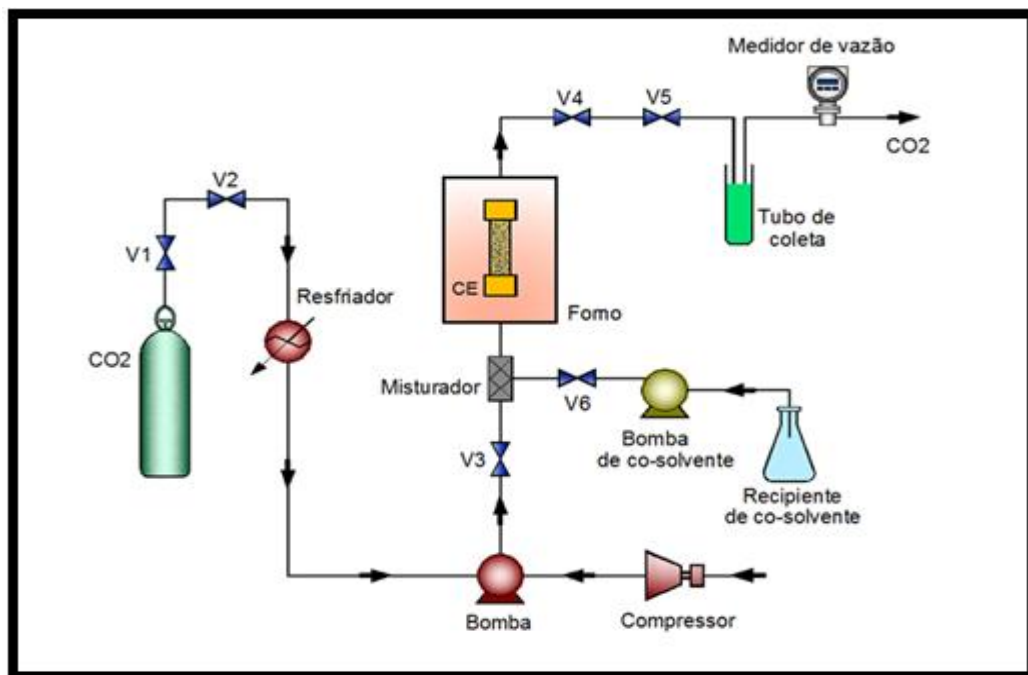 Medidor de vazão
V4
V5
CO2
V2
V1
Tubo de
coleta
Resfriador
CE
Forno
CO2
Misturador
V6
Bomba
de co-solvente
V3
Recipiente
de co-solvente
Bomba
Compressor